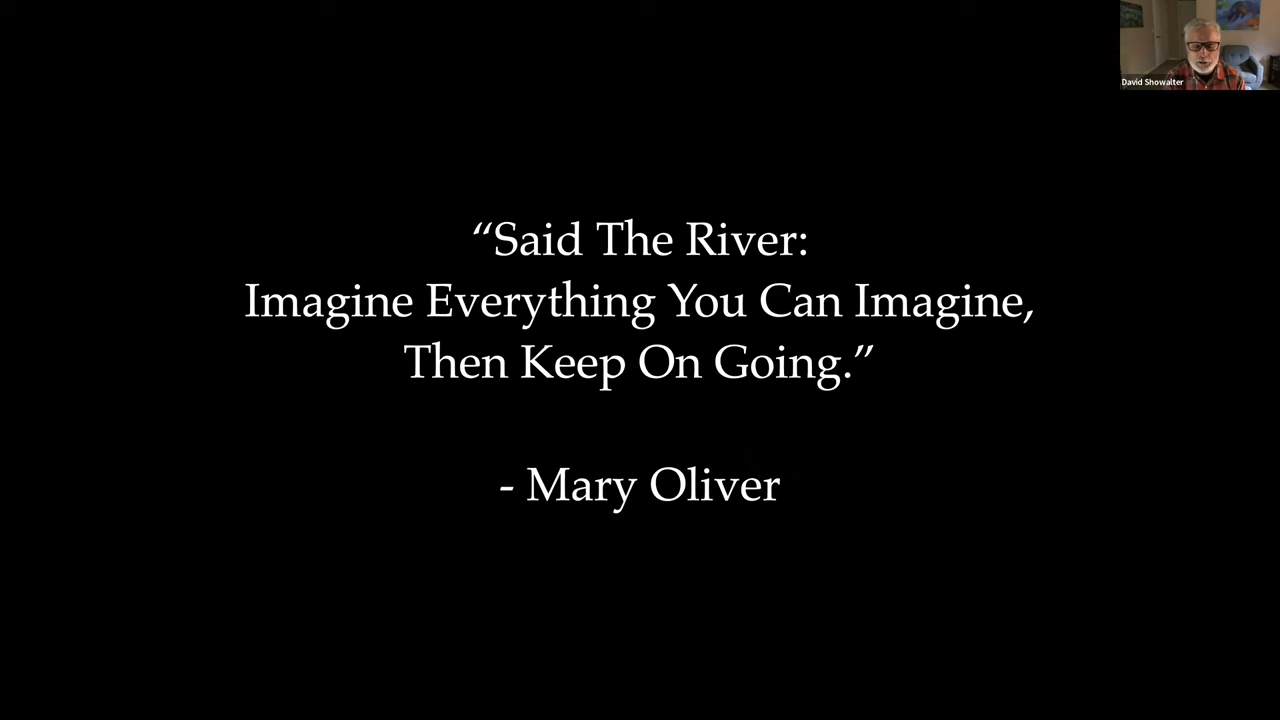 David Showalter
“Said The River:
Imagine Everything You Can Imagine,
Then Keep On Going.”
- Mary Oliver